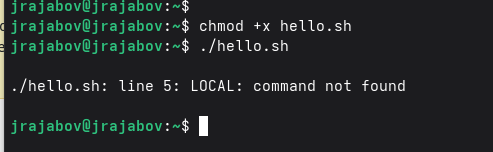 jrajabov@jrajabov:~$
jrajabov@jrajabov:~$ chmod +x hello.sh
jrajabov@jrajabov:~$ ./hello.sh
./hello.sh: line 5: LOCAL: command not found
jrajabov@jrajabov:~$